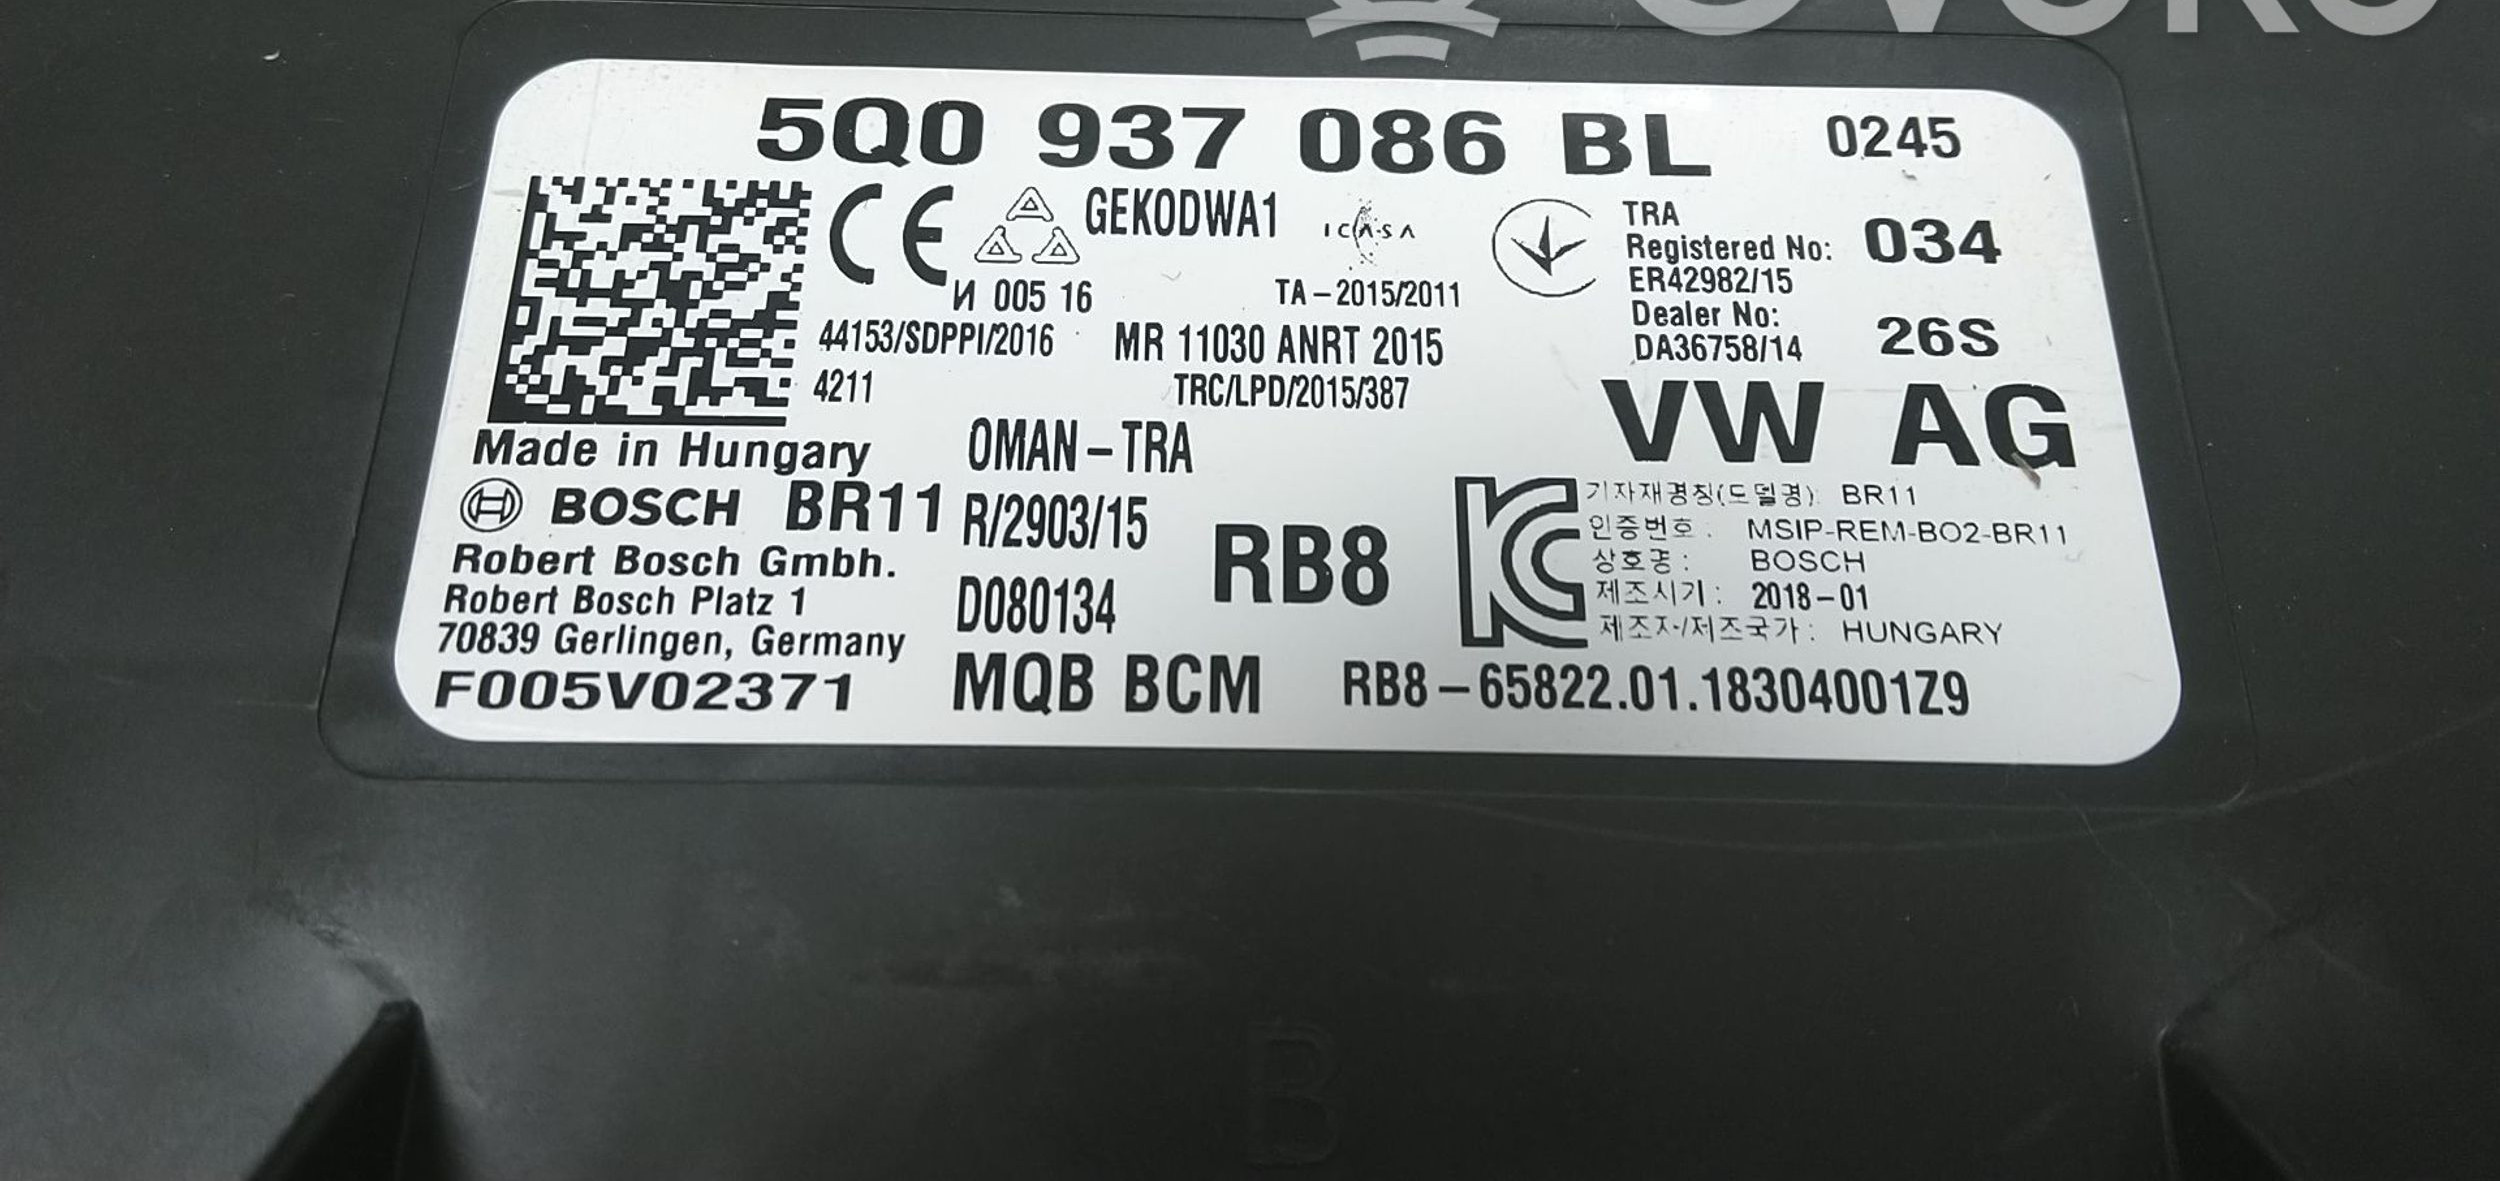 5Q0 937 086 BL 0245
CE GEKODWA1 ICASA TRA
Registered No: 034
И 005 16 TA-2015/2011 ER42982/15
Dealer No:
44153/SDPPI/2016 MR 11030 ANRT 2015 DA36758/14 26S
4211 TRC/LPD/2015/387
VW AG
Made in Hungary OMAN-TRA
BOSCH BR11 R/2903/15 RB8
Robert Bosch Gmbh.
Robert Bosch Platz 1 D080134
70839 Gerlingen, Germany
F005V02371 MQB BCM RB8-65822.01.18304001Z9
기자재명칭(모델명): BR11
인증번호: MSIP-REM-BO2-BR11
상호명: BOSCH
제조시기: 2018-01
제조자/제조국가: HUNGARY
B